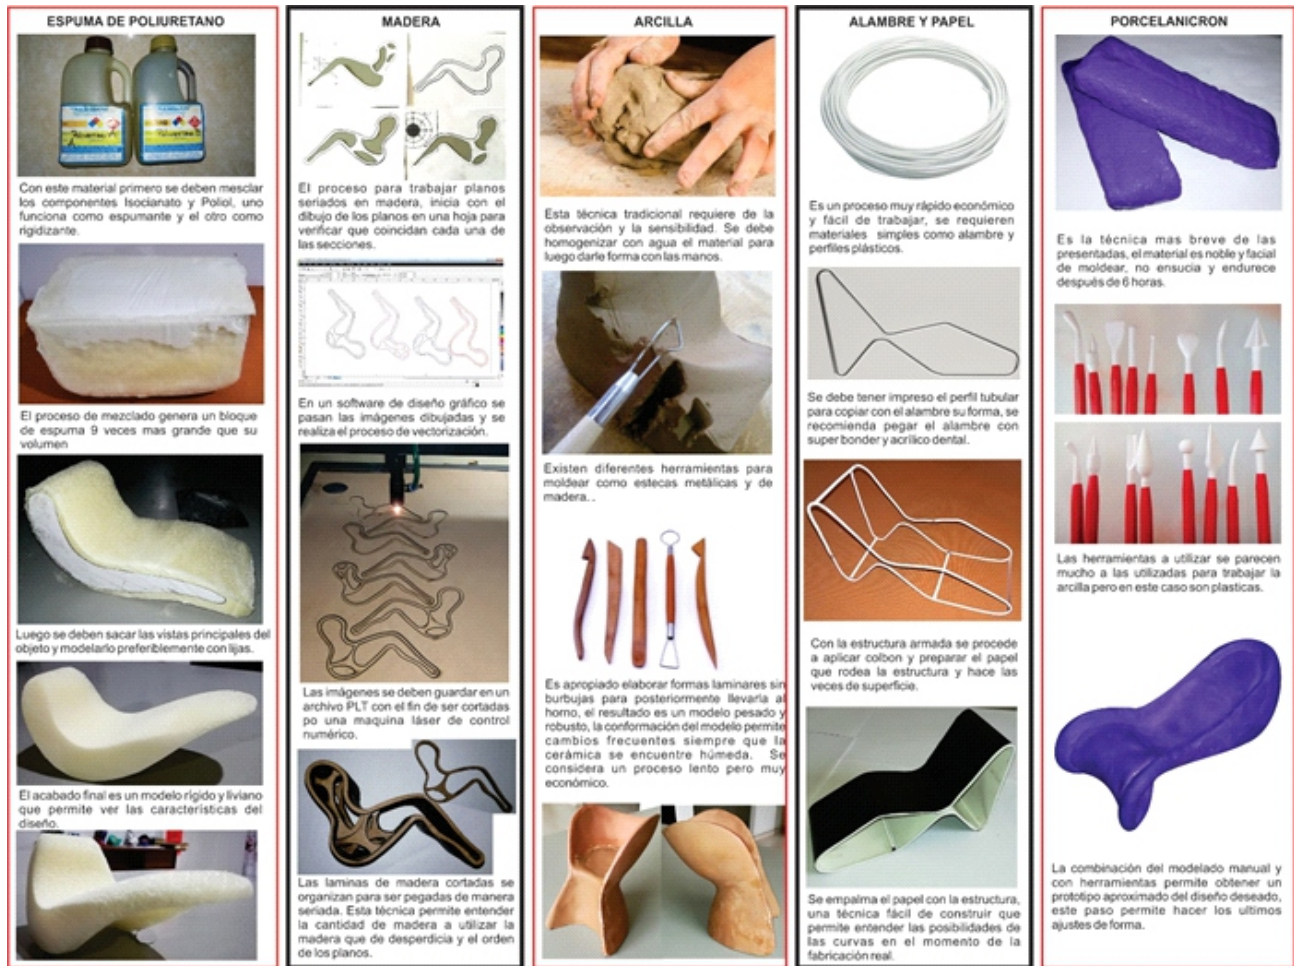 ESPUMA DE POLIURETANO
Con este material primero se deben mesclar
los componentes Isocianato y Poliol, uno
funciona como espumante y el otro como
rigidizante.
El proceso de mezclado genera un bloque
de espuma 9 veces mas grande que su
volumen
Luego se deben sacar las vistas principales del
objeto y modelarlo preferiblemente con lijas.
El acabado final es un modelo rígido y liviano
que permite ver las características del
diseño.
MADERA
El proceso para trabajar planos
seriados en madera, inicia con el
dibujo de los planos en una hoja para
verificar que coincidan cada una de
las secciones.
En un software de diseño gráfico se
pasan las imágenes dibujadas y se
realiza el proceso de vectorización.
Las imágenes se deben guardar en un
archivo PLT con el fin de ser cortadas
po una maquina láser de control
numérico.
Las laminas de madera cortadas se
organizan para ser pegadas de manera
seriada. Esta técnica permite entender
la cantidad de madera a utilizar la
madera que de desperdicia y el orden
de los planos.
ARCILLA
Esta técnica tradicional requiere de la
observación y la sensibilidad. Se debe
homogenizar con agua el material para
luego darle forma con las manos.
Existen diferentes herramientas para
moldear como estecas metálicas y de
madera..
Es apropiado elaborar formas laminares sin
burbujas para posteriormente llevarla al
horno, el resultado es un modelo pesado y
robusto, la conformación del modelo permite
cambios frecuentes siempre que la
cerámica se encuentre húmeda. Se
considera un proceso lento pero muy
económico.
ALAMBRE Y PAPEL
Es un proceso muy rápido económico
y fácil de trabajar, se requieren
materiales simples como alambre y
perfiles plásticos.
Se debe tener impreso el perfil tubular
para copiar con el alambre su forma, se
recomienda pegar el alambre con
super bonder y acrílico dental.
Con la estructura armada se procede
a aplicar colbon y preparar el papel
que rodea la estructura y hace las
veces de superficie.
Se empalma el papel con la estructura,
una técnica fácil de construir que
permite entender las posibilidades de
las curvas en el momento de la
fabricación real.
PORCELANICRON
Es la técnica mas breve de las
presentadas, el material es noble y facial
de moldear, no ensucia y endurece
después de 6 horas.
Las herramientas a utilizar se parecen
mucho a las utilizadas para trabajar la
arcilla pero en este caso son plasticas.
La combinación del modelado manual y
con herramientas permite obtener un
prototipo aproximado del diseño deseado,
este paso permite hacer los ultimos
ajustes de forma.